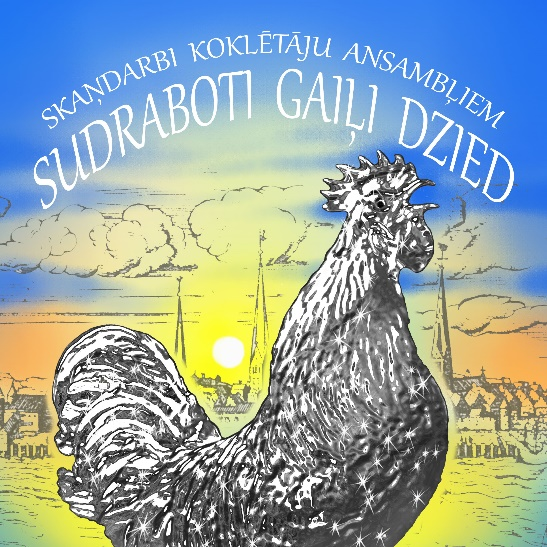 SKAŅDARBI KOKLĒTĀJU ANSAMBĻIEM
SUDRABOTI GAIĻI DZIED